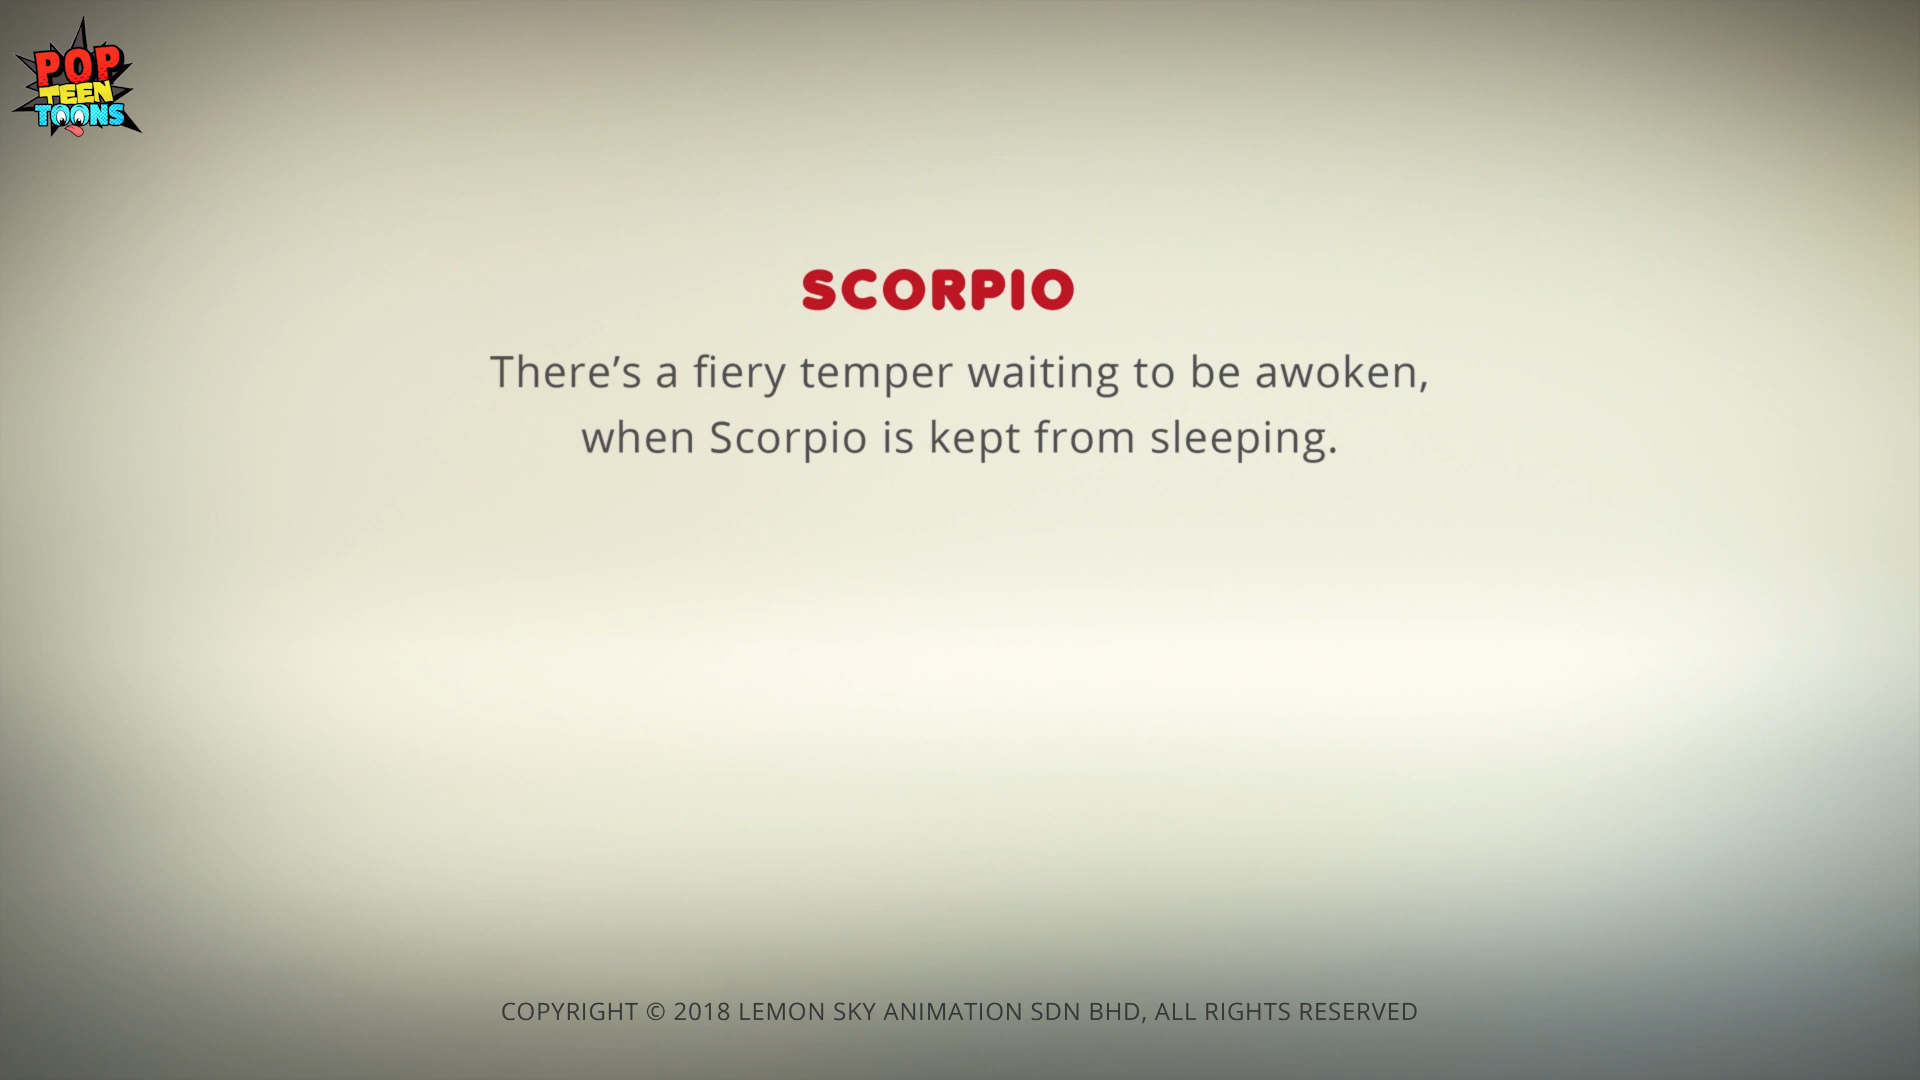 POP
TEEN
TOONS
SCORPIO
There’s a fiery temper waiting to be awoken,
when Scorpio is kept from sleeping.
COPYRIGHT © 2018 LEMON SKY ANIMATION SDN BHD, ALL RIGHTS RESERVED